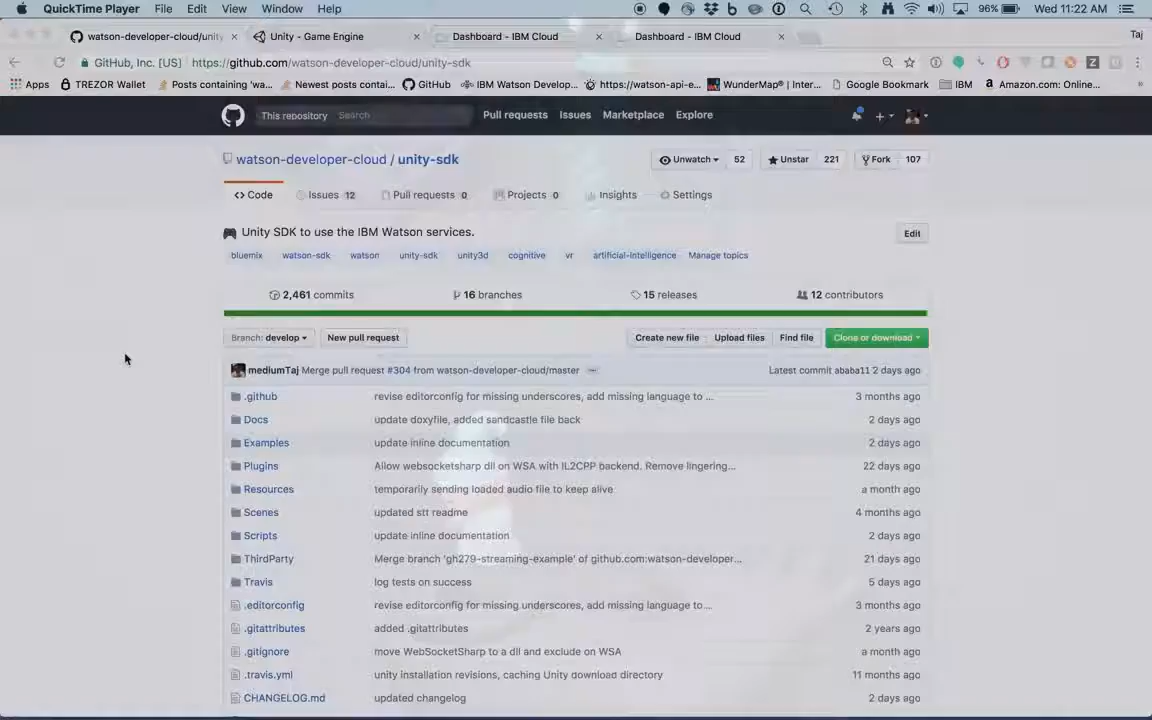 QuickTime Player File Edit View Window Help 96% Wed 11:22 AM
watson-developer-cloud/unity Unity - Game Engine Dashboard - IBM Cloud Dashboard - IBM Cloud Taj
GitHub, Inc. [US] https://github.com/watson-developer-cloud/unity-sdk
Apps TREZOR Wallet Posts containing 'wa... Newest posts contai... GitHub IBM Watson Develop... https://watson-api-e... WunderMap® | Inter... Google Bookmark IBM Amazon.com: Online...
This repository Search Pull requests Issues Marketplace Explore
watson-developer-cloud / unity-sdk Unwatch 52 Unstar 221 Fork 107
Code Issues 12 Pull requests 0 Projects 0 Insights Settings
Unity SDK to use the IBM Watson services. Edit
bluemix watson-sdk watson unity-sdk unity3d cognitive vr artificial-intelligence Manage topics
2,461 commits 16 branches 15 releases 12 contributors
Branch: develop New pull request Create new file Upload files Find file Clone or download
mediumTaj Merge pull request #304 from watson-developer-cloud/master ... Latest commit ababa11 2 days ago
.github revise editorconfig for missing underscores, add missing language to ... 3 months ago
Docs update doxyfile, added sandcastle file back 2 days ago
Examples update inline documentation 2 days ago
Plugins Allow websocketsharp dll on WSA with IL2CPP backend. Remove lingering... 22 days ago
Resources temporarily sending loaded audio file to keep alive a month ago
Scenes updated stt readme 4 months ago
Scripts update inline documentation 2 days ago
ThirdParty Merge branch 'gh279-streaming-example' of github.com:watson-developer... 21 days ago
Travis log tests on success 5 days ago
.editorconfig revise editorconfig for missing underscores, add missing language to ... 3 months ago
.gitattributes added .gitattributes 2 years ago
.gitignore move WebSocketSharp to a dll and exclude on WSA a month ago
.travis.yml unity installation revisions, caching Unity download directory 11 months ago
CHANGELOG.md updated changelog 2 days ago